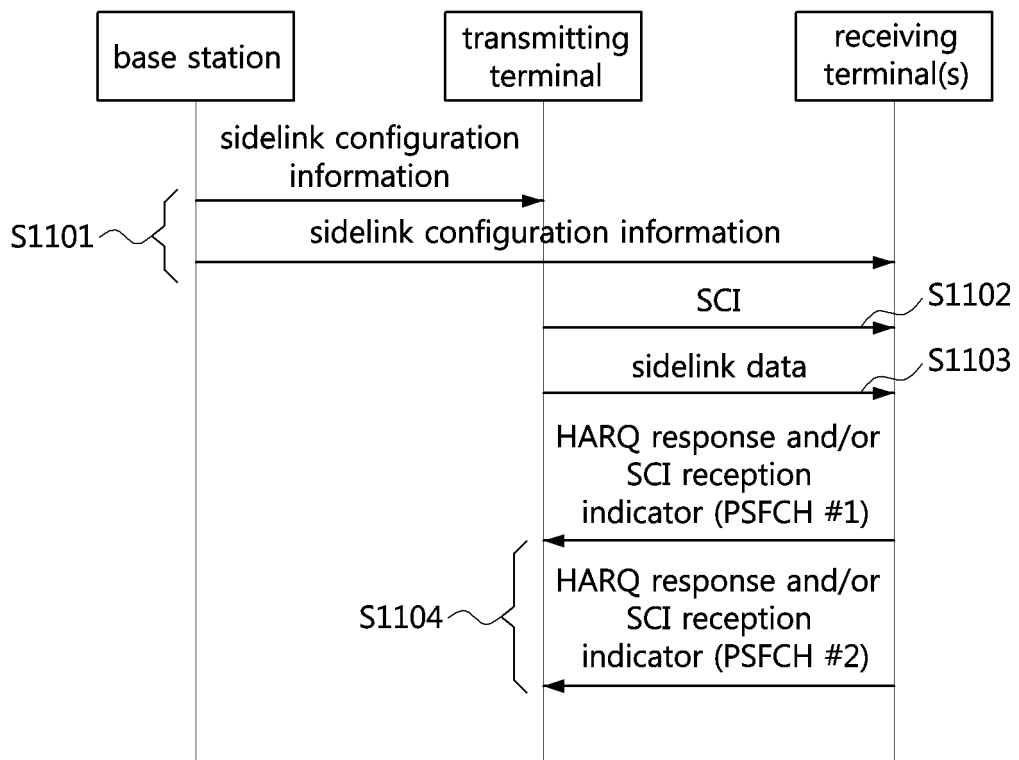 base station
transmitting
terminal
receiving
terminal(s)
sidelink configuration
information
S1101
sidelink configuration information
SCI
S1102
sidelink data
S1103
HARQ response and/or
SCI reception
indicator (PSFCH #1)
S1104
HARQ response and/or
SCI reception
indicator (PSFCH #2)